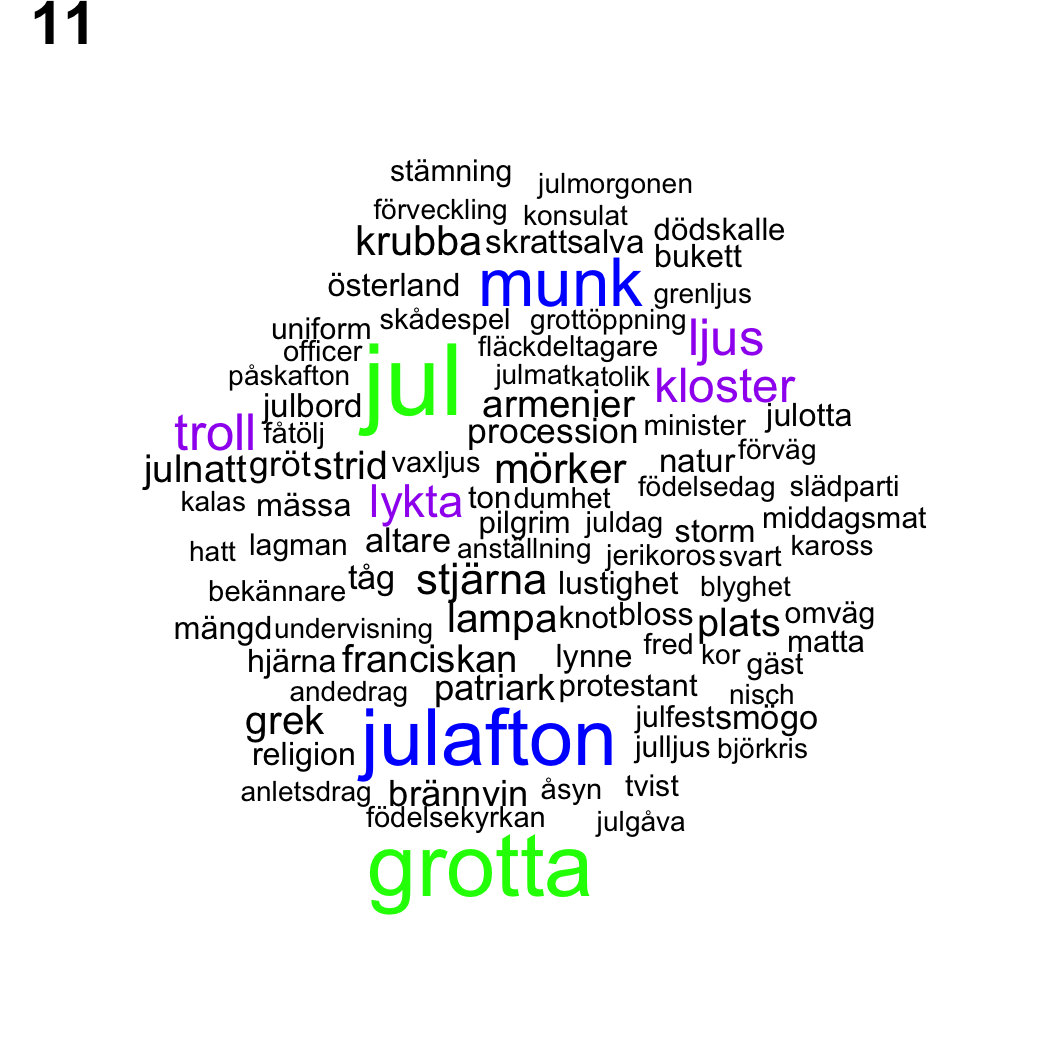 11
stämning
julmorgonen
förveckling konsulat
krubba skrattsalva dödskalle
bukett
österland munk grenljus
skådespel grottöppning
uniform ljus
officer jul fläck deltagare
påskafton julmat katolik kloster
julbord armenier julotta
troll fåtölj procession minister
julnatt gröt strid vaxljus mörker natur förväg
kalas mässa lykta ton dumhet födelsedag slädparti
pilgrim juldag storm middagsmat
hatt lagman altare anställning jerikoros svart kaross
bekännare tåg stjärna lustighet blyghet
mängd undervisning lampa knot bloss plats omväg
fred matta
hjärna franciskan lynne kor gäst
andedrag patriark protestant nisch
grek julafton julfest smögo
religion julljus björkris
anletsdrag brännvin åsyn tvist
födelsekyrkan julgåva
grotta